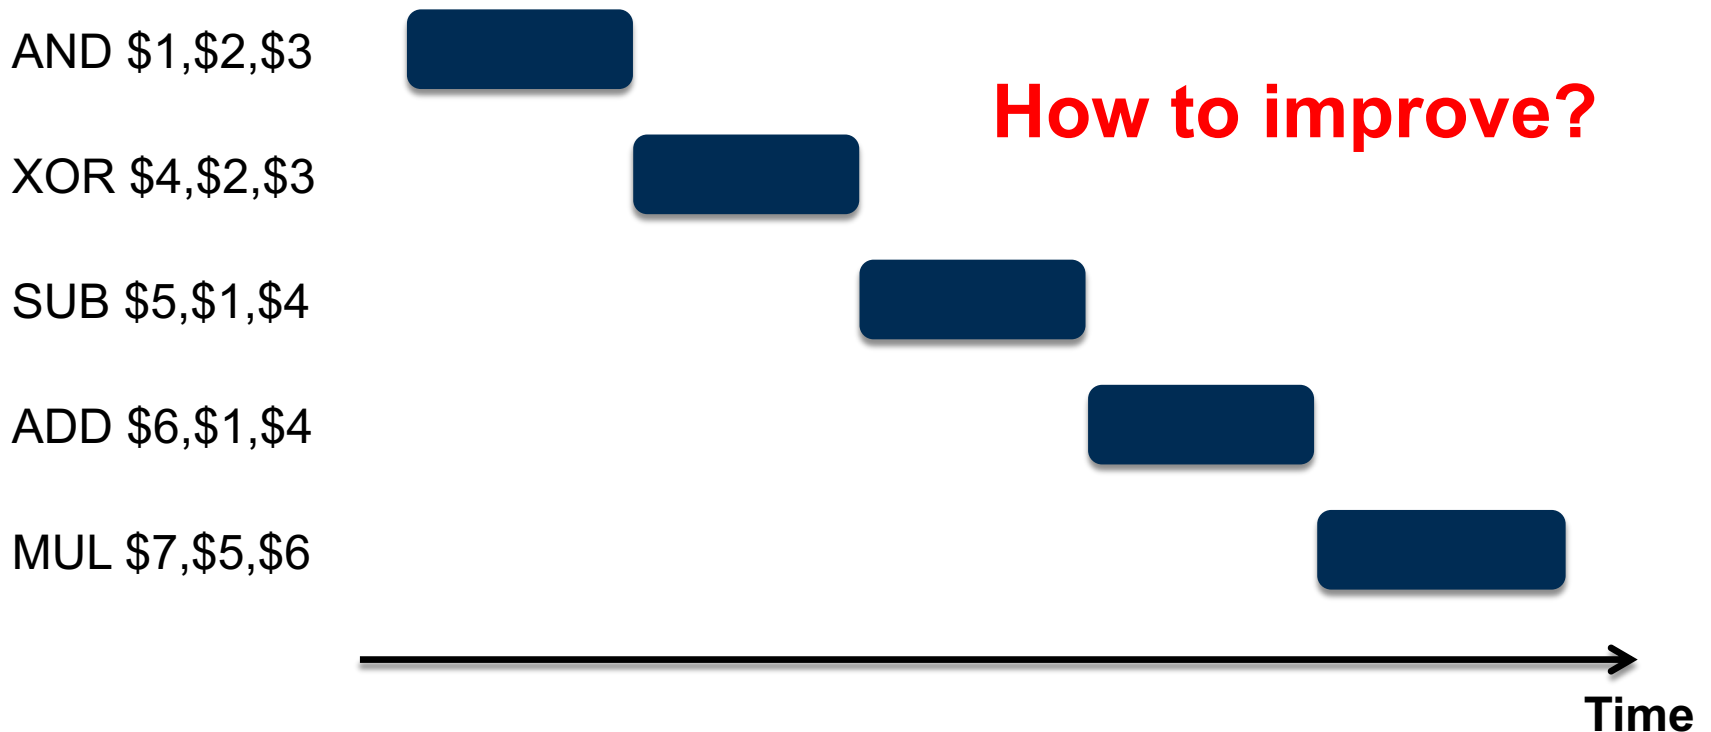 AND $1,$2,$3
How to improve?
XOR $4,$2,$3
SUB $5,$1,$4
ADD $6,$1,$4
MUL $7,$5,$6
Time